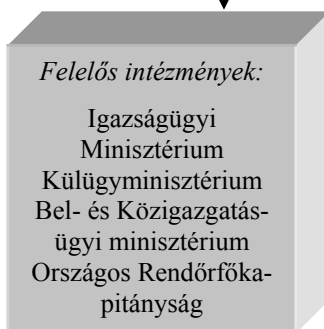 Felelős intézmények:
Igazságügyi
Minisztérium
Külügyminisztérium
Bel- és Közigazgatás-
ügyi minisztérium
Országos Rendőrfőka-
pitányság